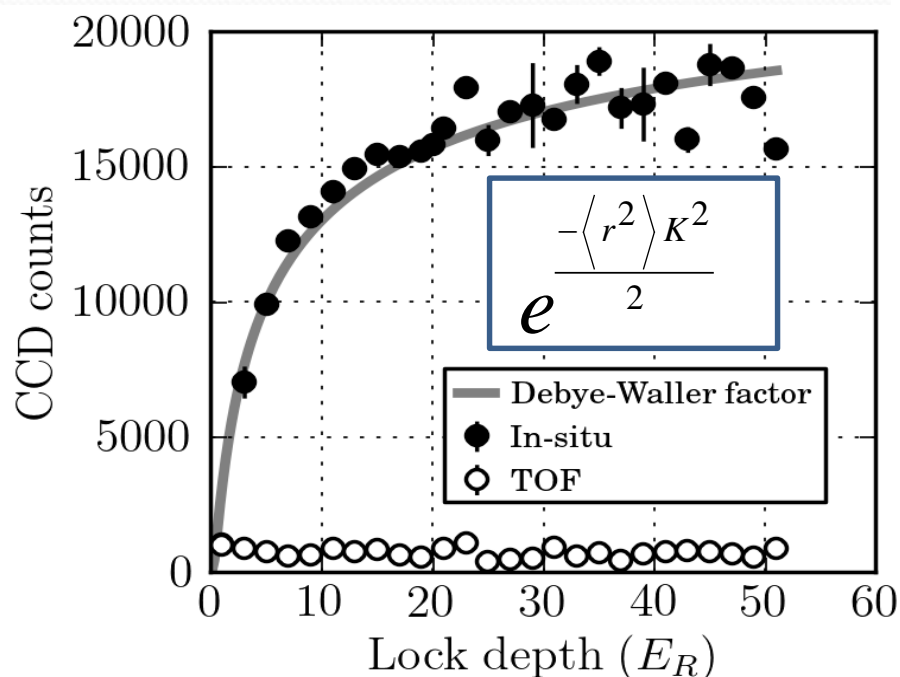 20000
15000
10000
5000
0
CCD counts
e^{-⟨r^2⟩K^2/2}
Debye-Waller factor
In-situ
TOF
0 10 20 30 40 50 60
Lock depth (E_R)